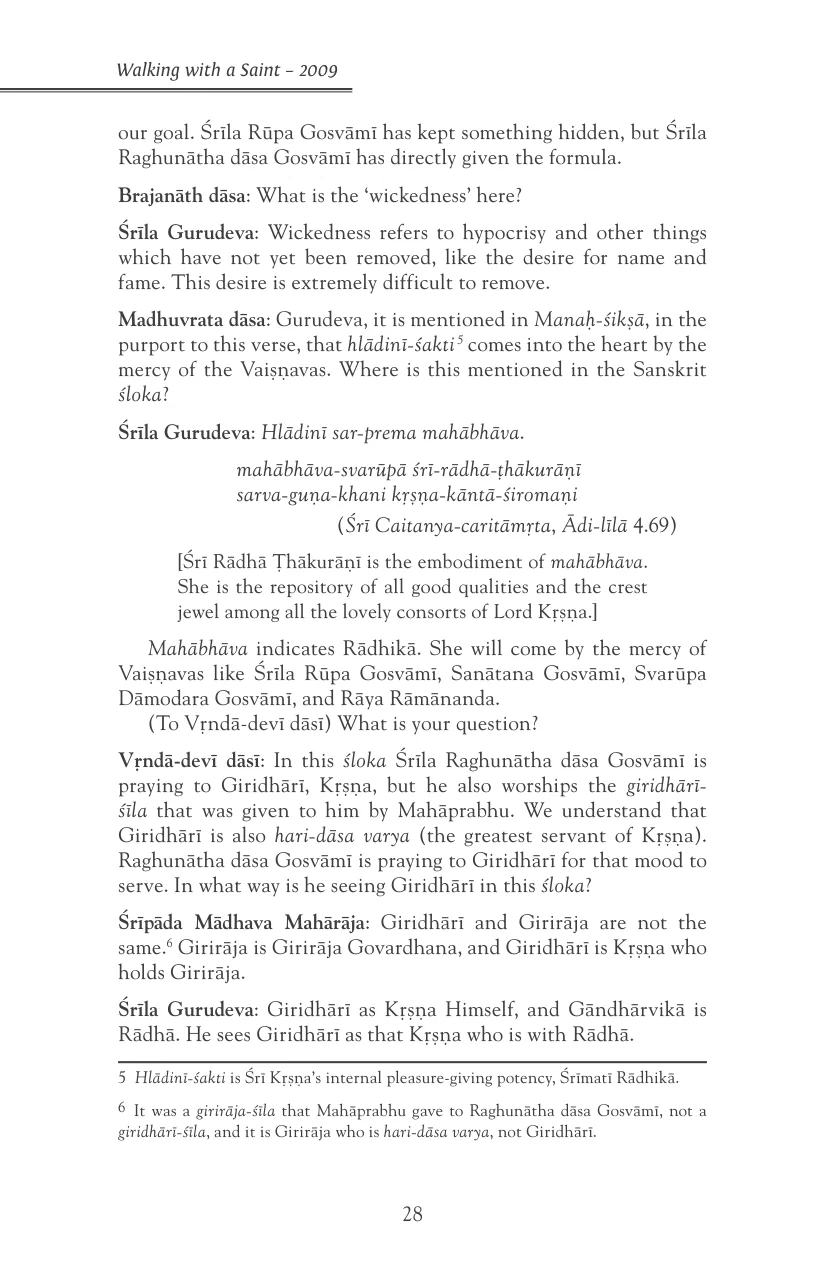 Walking with a Saint – 2009
our goal. Śrīla Rūpa Gosvāmī has kept something hidden, but Śrīla
Raghunātha dāsa Gosvāmī has directly given the formula.
Brajanāth dāsa: What is the ‘wickedness’ here?
Śrīla Gurudeva: Wickedness refers to hypocrisy and other things
which have not yet been removed, like the desire for name and
fame. This desire is extremely difficult to remove.
Madhuvrata dāsa: Gurudeva, it is mentioned in Manaḥ-śikṣā, in the
purport to this verse, that hlādinī-śakti 5 comes into the heart by the
mercy of the Vaiṣṇavas. Where is this mentioned in the Sanskrit
śloka?
Śrīla Gurudeva: Hlādinī sar-prema mahābhāva.
mahābhāva-svarūpā śrī-rādhā-ṭhākurāṇī
sarva-guṇa-khani kṛṣṇa-kāntā-śiromaṇi
(Śrī Caitanya-caritāmṛta, Ādi-līlā 4.69)
[Śrī Rādhā Ṭhākurāṇī is the embodiment of mahābhāva.
She is the repository of all good qualities and the crest
jewel among all the lovely consorts of Lord Kṛṣṇa.]
Mahābhāva indicates Rādhikā. She will come by the mercy of
Vaiṣṇavas like Śrīla Rūpa Gosvāmī, Sanātana Gosvāmī, Svarūpa
Dāmodara Gosvāmī, and Rāya Rāmānanda.
(To Vṛndā-devī dāsī) What is your question?
Vṛndā-devī dāsī: In this śloka Śrīla Raghunātha dāsa Gosvāmī is
praying to Giridhārī, Kṛṣṇa, but he also worships the giridhārī-
śīla that was given to him by Mahāprabhu. We understand that
Giridhārī is also hari-dāsa varya (the greatest servant of Kṛṣṇa).
Raghunātha dāsa Gosvāmī is praying to Giridhārī for that mood to
serve. In what way is he seeing Giridhārī in this śloka?
Śrīpāda Mādhava Mahārāja: Giridhārī and Girirāja are not the
same.6 Girirāja is Girirāja Govardhana, and Giridhārī is Kṛṣṇa who
holds Girirāja.
Śrīla Gurudeva: Giridhārī as Kṛṣṇa Himself, and Gāndhārvikā is
Rādhā. He sees Giridhārī as that Kṛṣṇa who is with Rādhā.
5 Hlādinī-śakti is Śrī Kṛṣṇa’s internal pleasure-giving potency, Śrīmatī Rādhikā.
6 It was a girirāja-śīla that Mahāprabhu gave to Raghunātha dāsa Gosvāmī, not a
giridhārī-śīla, and it is Girirāja who is hari-dāsa varya, not Giridhārī.
28